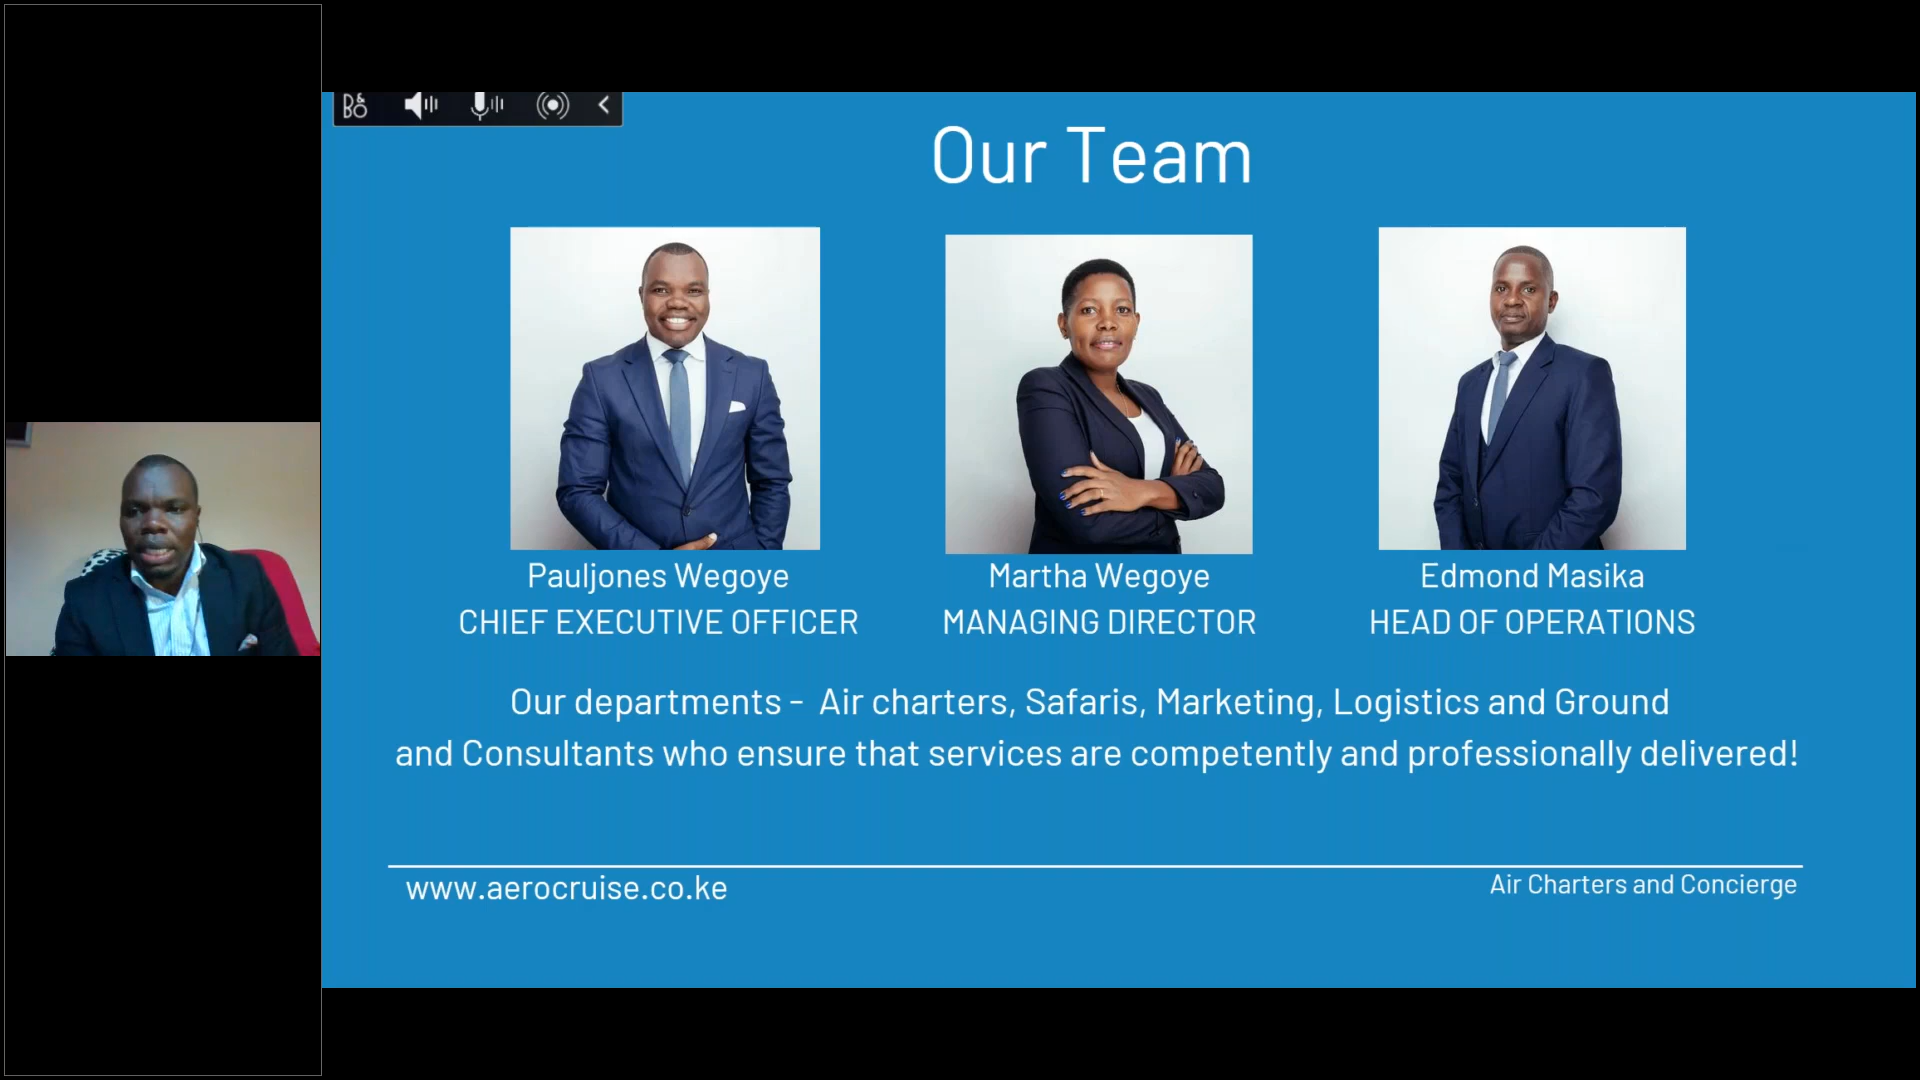 B&O
Our Team
Pauljones Wegoye
CHIEF EXECUTIVE OFFICER
Martha Wegoye
MANAGING DIRECTOR
Edmond Masika
HEAD OF OPERATIONS
Our departments -  Air charters, Safaris, Marketing, Logistics and Ground
and Consultants who ensure that services are competently and professionally delivered!
www.aerocruise.co.ke
Air Charters and Concierge